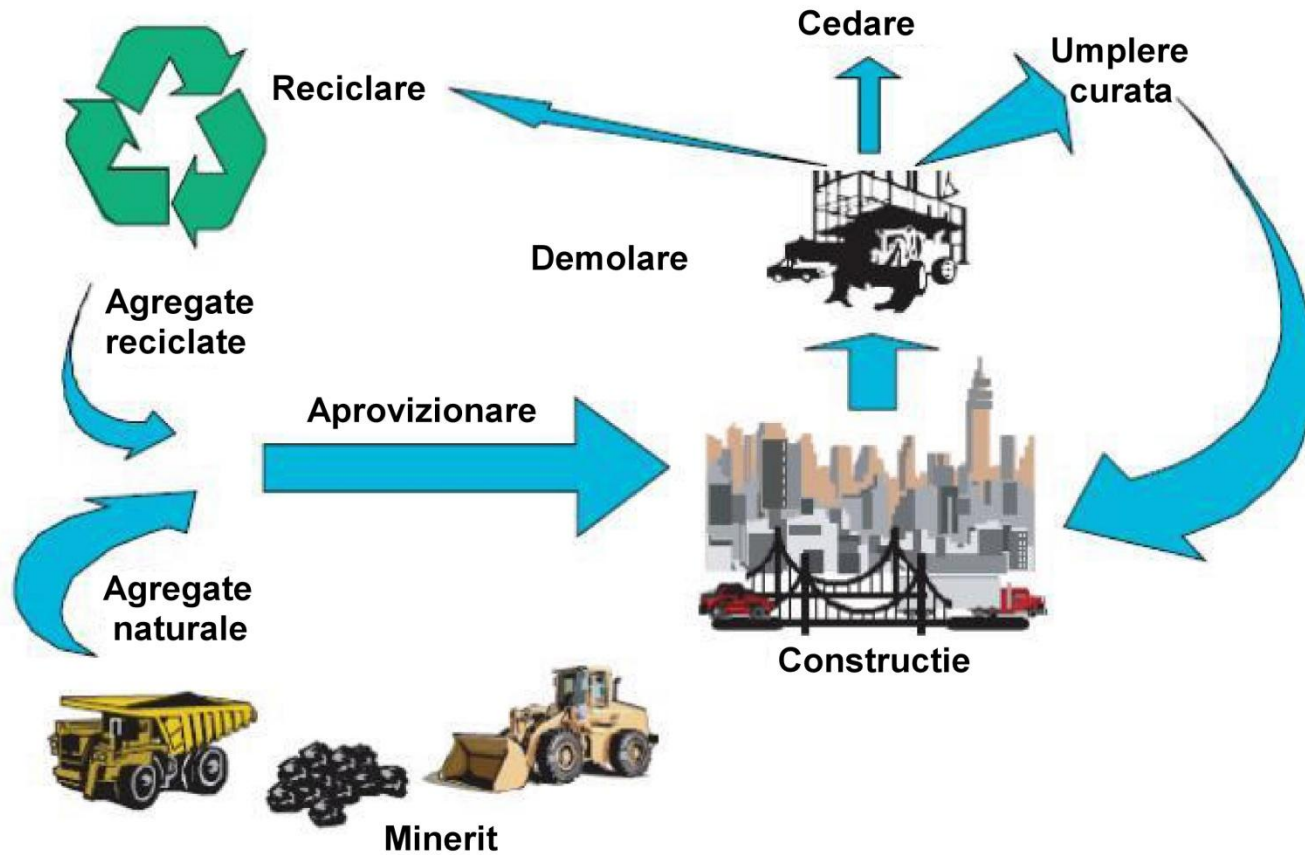 Cedare
Umplere
curata
Reciclare
Demolare
Agregate
reciclate
Aprovizionare
Agregate
naturale
Constructie
Minerit